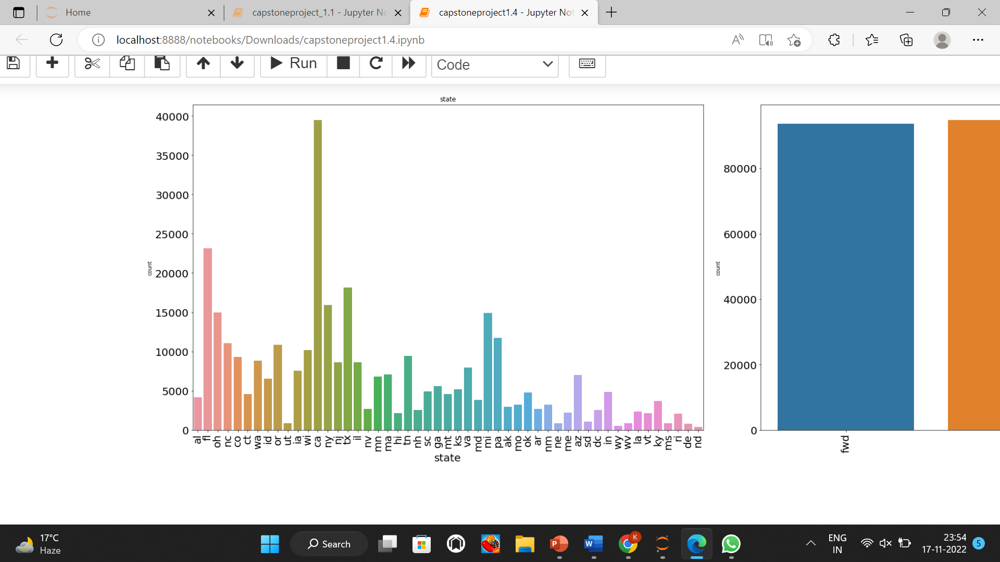 Home
capstoneproject_1.1 - Jupyter No
capstoneproject1.4 - Jupyter Not
localhost:8888/notebooks/Downloads/capstoneproject1.4.ipynb
Run
Code
state
40000
35000
30000
25000
20000
15000
10000
5000
0
count
al fl oh nc co ct wa id or ut ia wi ca ny nj tx il nv mn ma hi tn nh sc ga mt ks va md mi pa ak mo ok ar nm ne me az sd dc in wy wv la vt ky ms ri de nd
state
80000
60000
40000
20000
0
count
fwd
17°C
Haze
Search
P
W
K
ENG
IN
23:54
17-11-2022
5